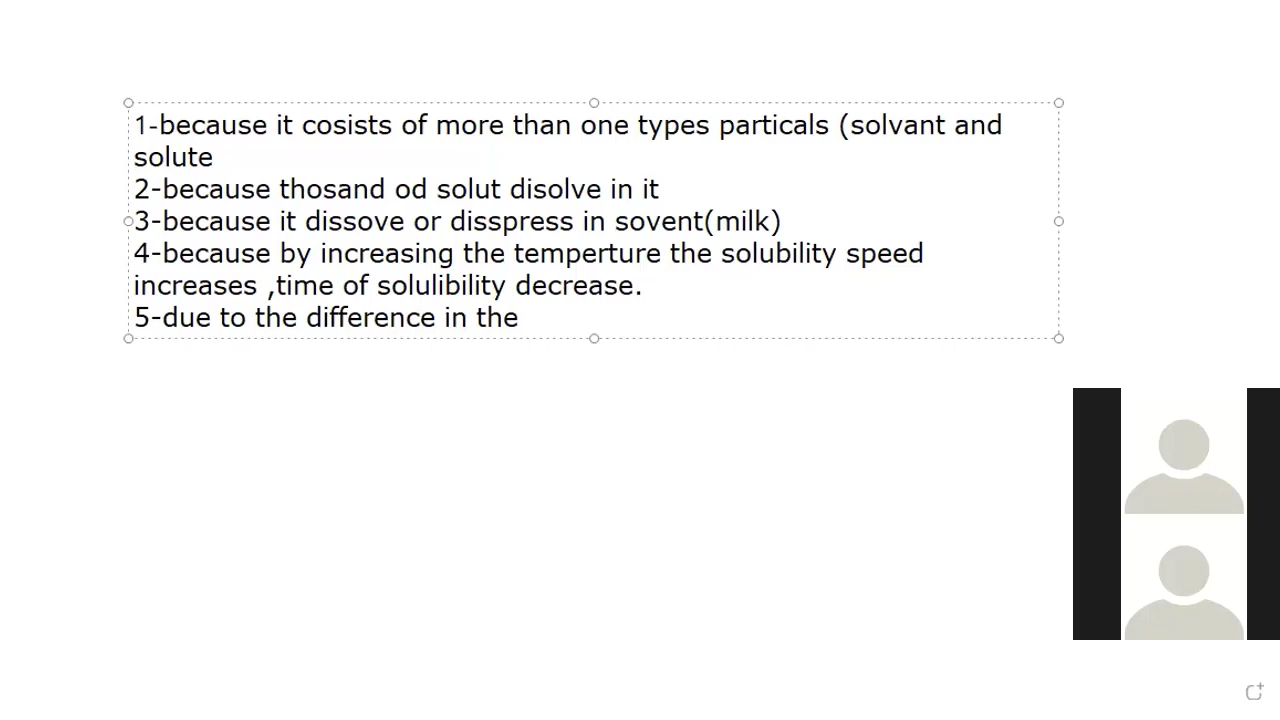 1-because it cosists of more than one types particals (solvant and
solute
2-because thosand od solut disolve in it
3-because it dissove or disspress in sovent(milk)
4-because by increasing the temperture the solubility speed
increases ,time of solulibility decrease.
5-due to the difference in the